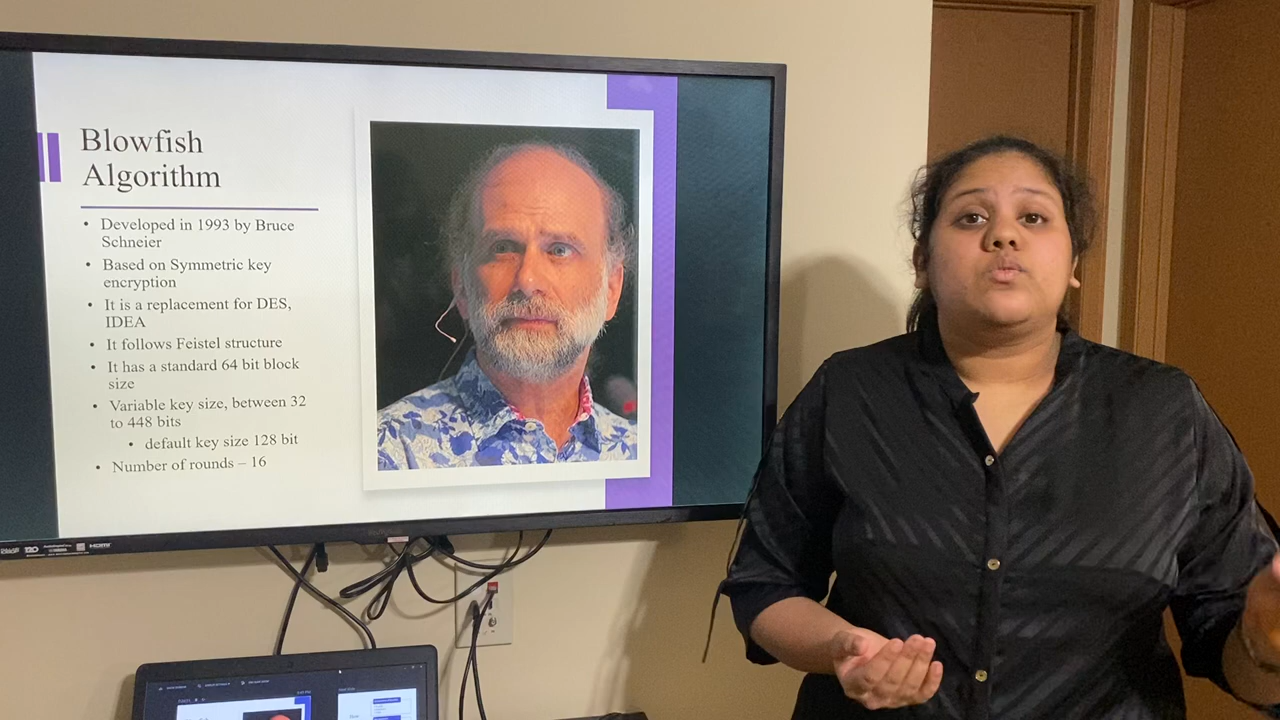 Blowfish
Algorithm
• Developed in 1993 by Bruce
Schneier
• Based on Symmetric key
encryption
• It is a replacement for DES,
IDEA
• It follows Feistel structure
• It has a standard 64 bit block
size
• Variable key size, between 32
to 448 bits
• default key size 128 bit
• Number of rounds – 16
HDMI